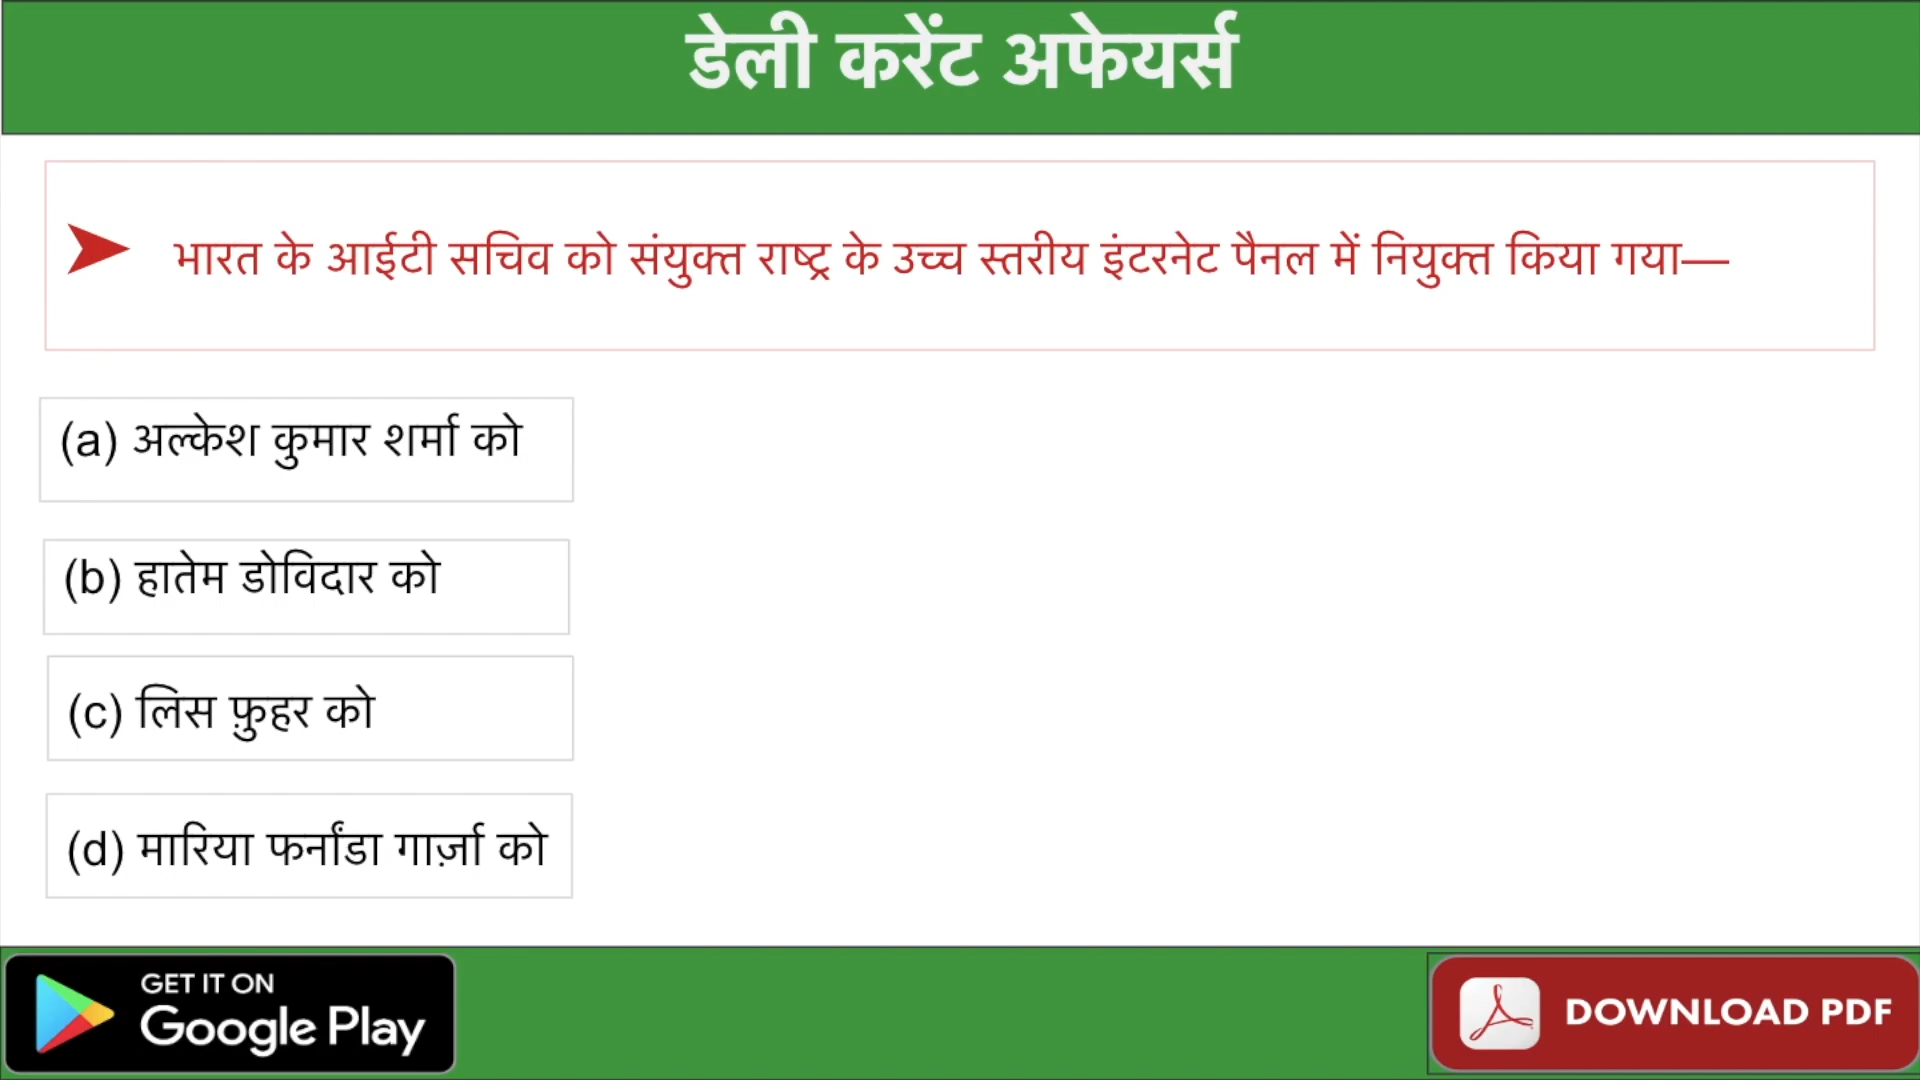 डेली करेंट अफेयर्स
भारत के आईटी सचिव को संयुक्त राष्ट्र के उच्च स्तरीय इंटरनेट पैनल में नियुक्त किया गया—
(a) अल्केश कुमार शर्मा को
(b) हातेम डोविदार को
(c) लिस फ़ुहर को
(d) मारिया फर्नांडा गार्ज़ा को
GET IT ON
Google Play
DOWNLOAD PDF